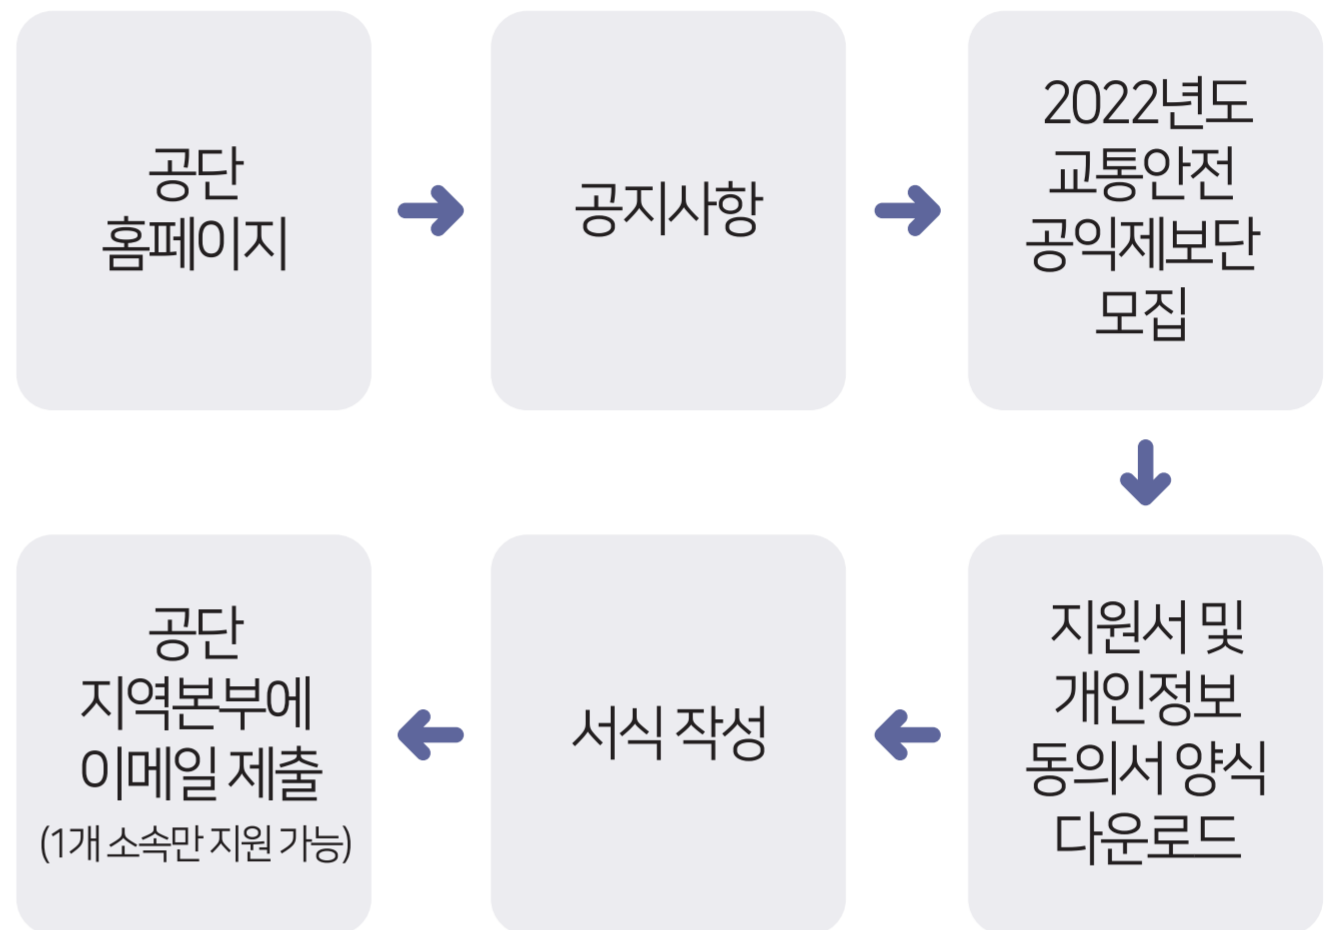 공단
홈페이지
공지사항
2022년도
교통안전
공익제보단
모집
지원서 및
개인정보
동의서 양식
다운로드
서식 작성
공단
지역본부에
이메일 제출
(1개 소속만 지원 가능)